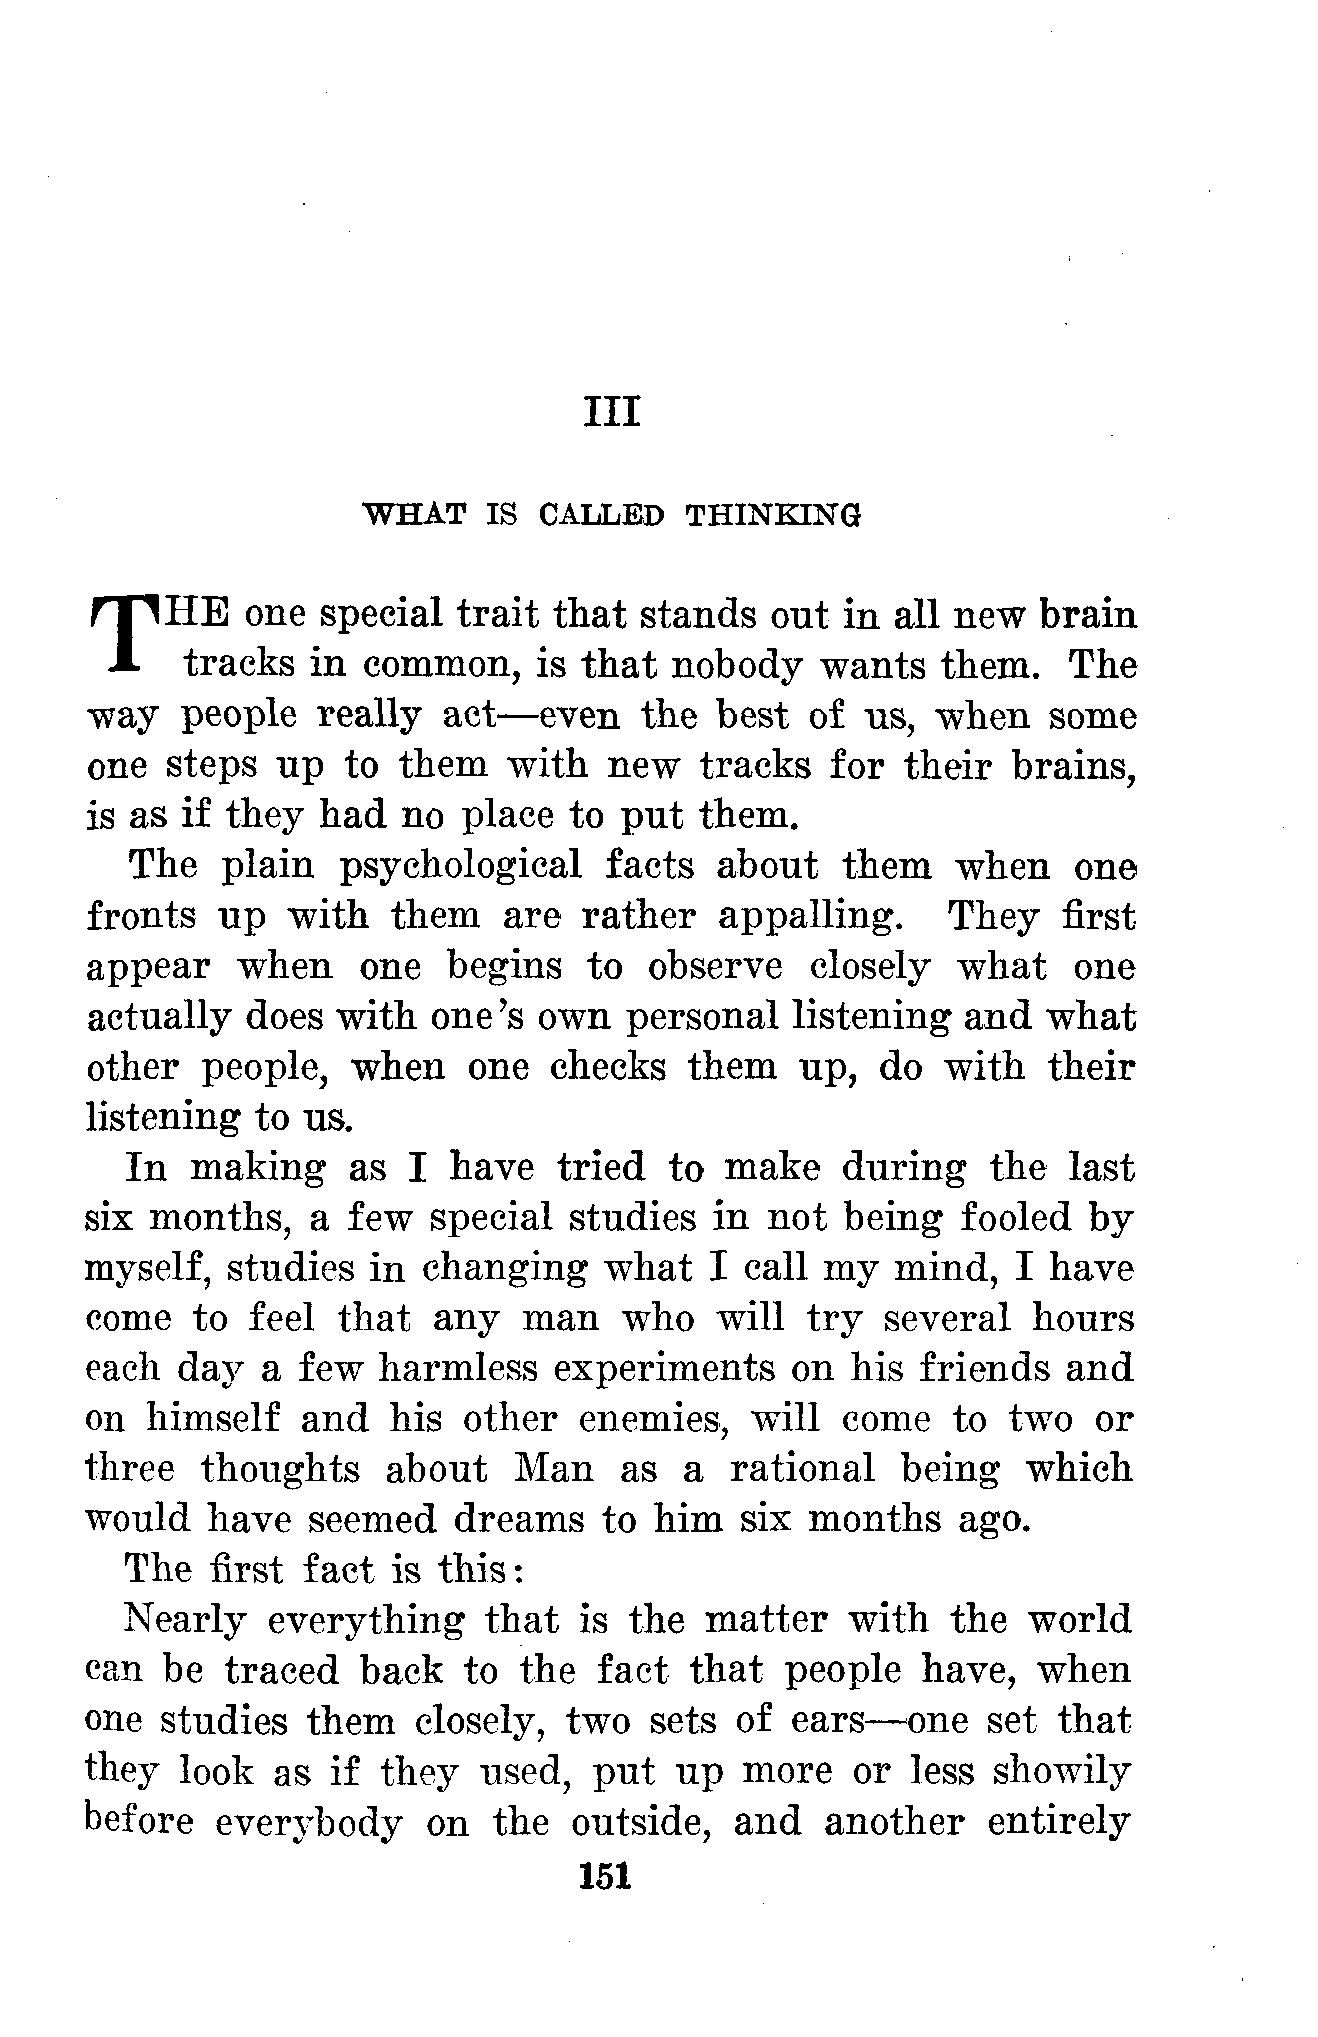 III
WHAT IS CALLED THINKING
THE one special trait that stands out in all new brain
tracks in common, is that nobody wants them. The
way people really act—even the best of us, when some
one steps up to them with new tracks for their brains,
is as if they had no place to put them.
The plain psychological facts about them when one
fronts up with them are rather appalling. They first
appear when one begins to observe closely what one
actually does with one's own personal listening and what
other people, when one checks them up, do with their
listening to us.
In making as I have tried to make during the last
six months, a few special studies in not being fooled by
myself, studies in changing what I call my mind, I have
come to feel that any man who will try several hours
each day a few harmless experiments on his friends and
on himself and his other enemies, will come to two or
three thoughts about Man as a rational being which
would have seemed dreams to him six months ago.
The first fact is this:
Nearly everything that is the matter with the world
can be traced back to the fact that people have, when
one studies them closely, two sets of ears—one set that
they look as if they used, put up more or less showily
before everybody on the outside, and another entirely
151